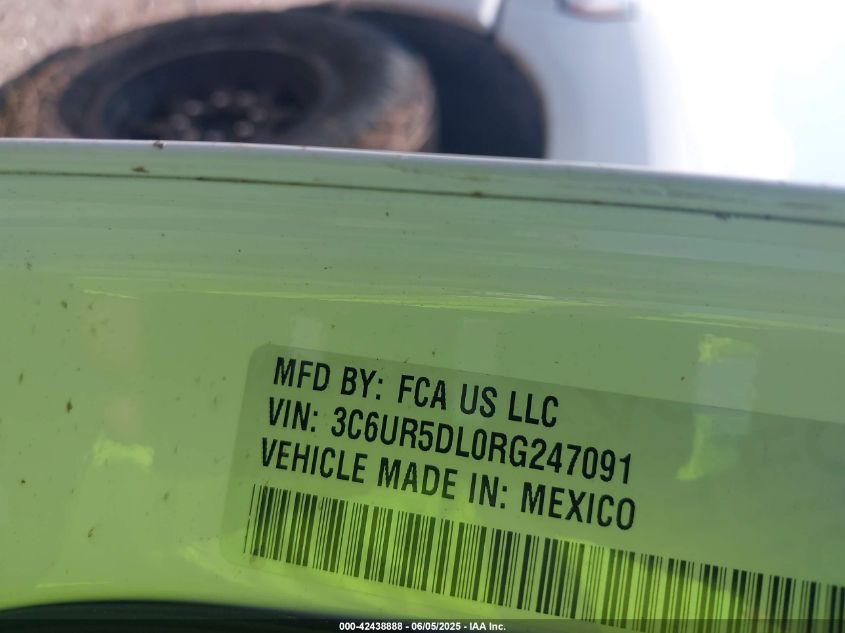 MFD BY: FCA US LLC
VIN: 3C6UR5DL0RG247091
VEHICLE MADE IN: MEXICO
000-42438888 - 06/05/2025 - IAA Inc.